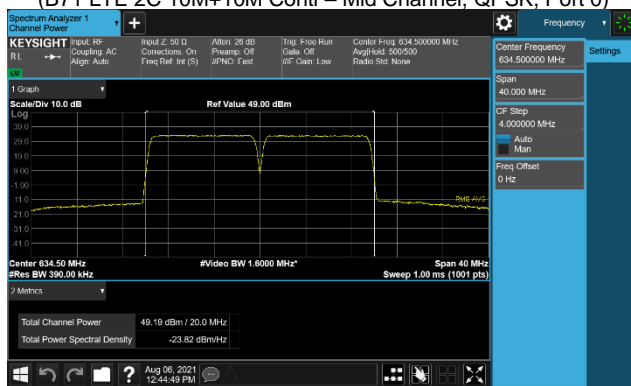 (B71 LTE 2C 10M+10M Conti – Mid Channel, QPSK, Port 0)
Spectrum Analyzer 1
Channel Power
Frequency
KEYSIGHT
RL
Input: RF
Coupling: AC
Align: Auto
Input Z: 50 Ω
Corrections: On
Freq Ref: Int (S)
Atten: 26 dB
Preamp: Off
#PNO: Fast
Trig: Free Run
Gate: Off
#IF Gain: Low
Center Freq: 634.500000 MHz
Avg|Hold: 500/500
Radio Std: None
Center Frequency
634.500000 MHz
Settings
Span
40.000 MHz
CF Step
4.000000 MHz
Auto
Man
Freq Offset
0 Hz
1 Graph
Scale/Div 10.0 dB
Ref Value 49.00 dBm
Log
39.0
29.0
19.0
9.00
-1.00
-11.0
-21.0
-31.0
-41.0
RMS AVG
Center 634.50 MHz
#Video BW 1.6000 MHz*
Span 40 MHz
#Res BW 390.00 kHz
Sweep 1.00 ms (1001 pts)
2 Metrics
Total Channel Power 49.19 dBm / 20.0 MHz
Total Power Spectral Density -23.82 dBm/Hz
Aug 06, 2021
12:44:49 PM